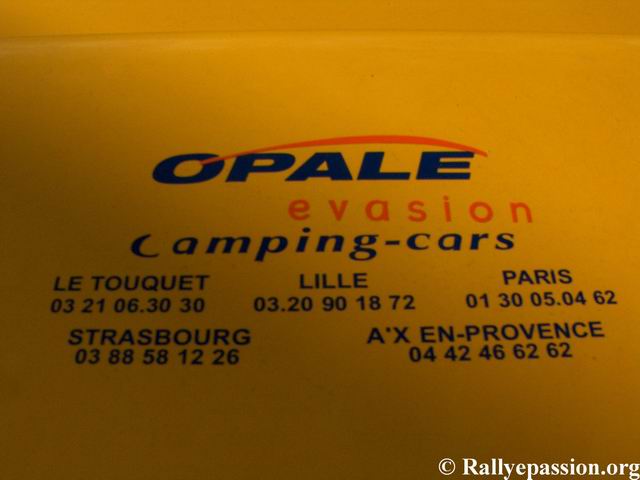 OPALE
evasion
Camping-cars
LE TOUQUET LILLE PARIS
03 21 06.30 30 03.20 90 18 72 01 30 05.04 62
STRASBOURG A'X EN-PROVENCE
03 88 58 12 26 04 42 46 62 62
© Rallyepassion.org